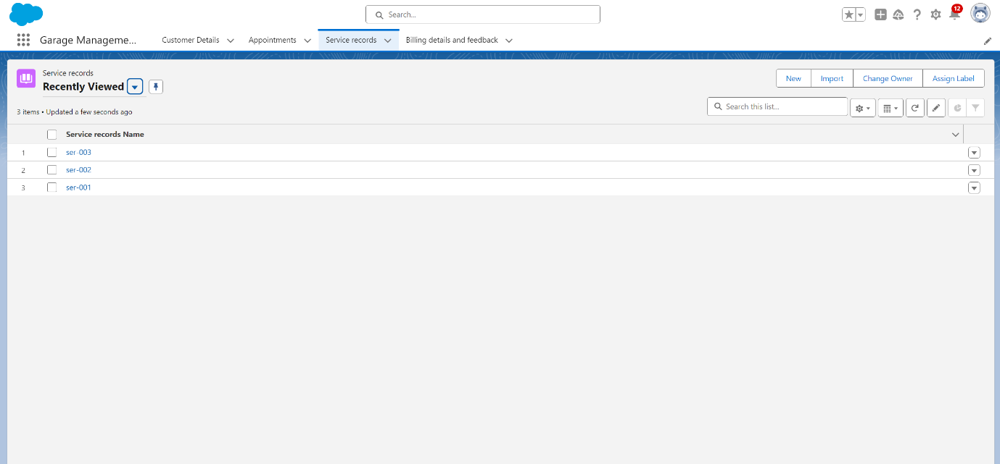 Search...
12
Garage Manageme...
Customer Details
Appointments
Service records
Billing details and feedback
Service records
Recently Viewed
New
Import
Change Owner
Assign Label
3 items • Updated a few seconds ago
Search this list...
Service records Name
1 ser-003
2 ser-002
3 ser-001